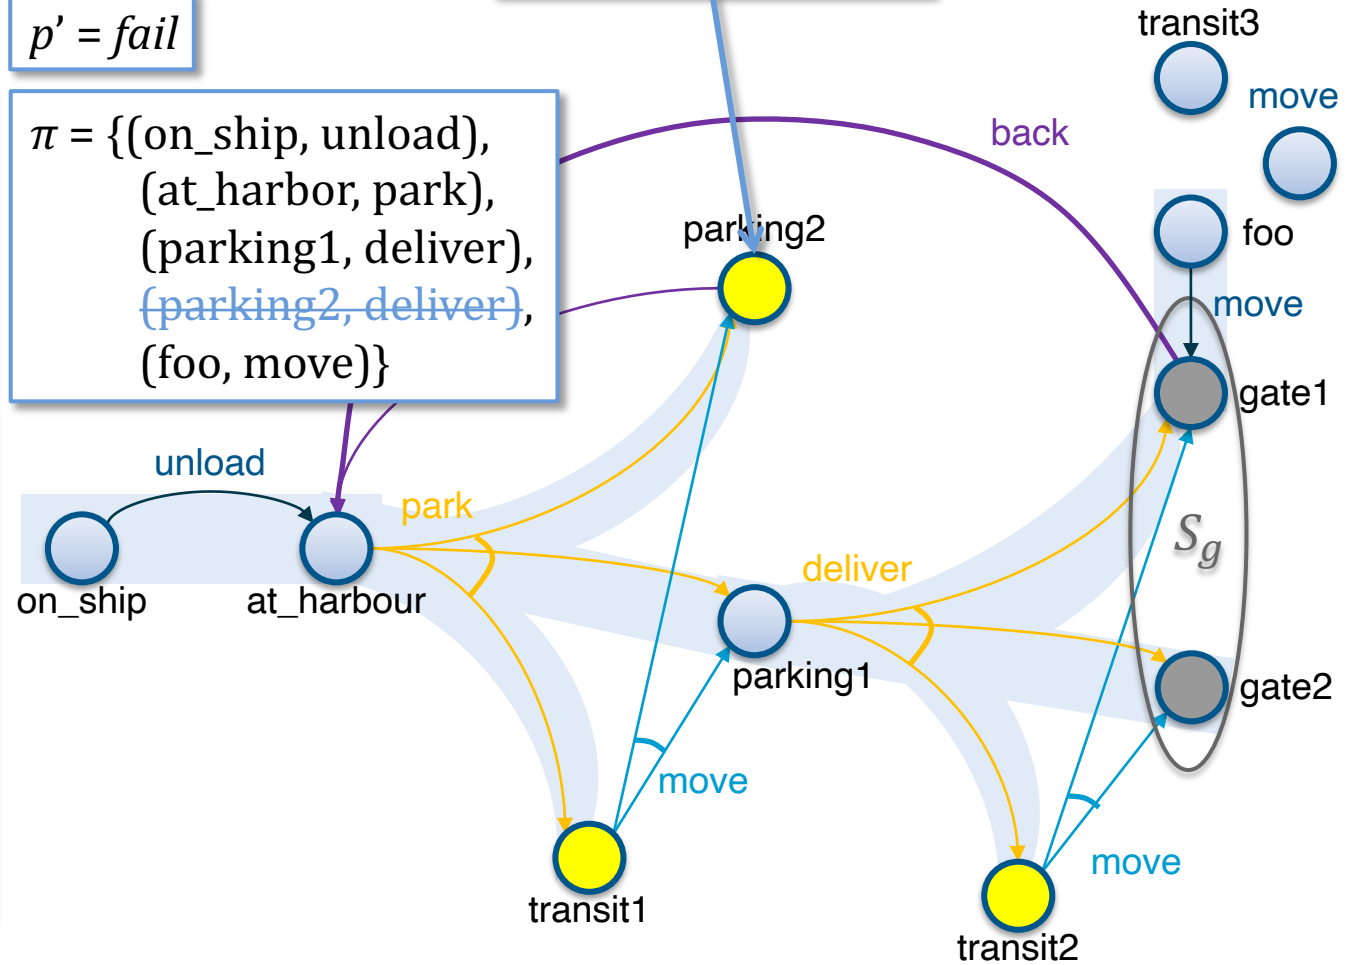 p’ = fail
π = {(on_ship, unload),
(at_harbor, park),
(parking1, deliver),
(parking2, deliver),
(foo, move)}
transit3
move
back
foo
parking2
move
gate1
unload
park
S_g
deliver
on_ship
at_harbour
parking1
gate2
move
move
transit1
transit2